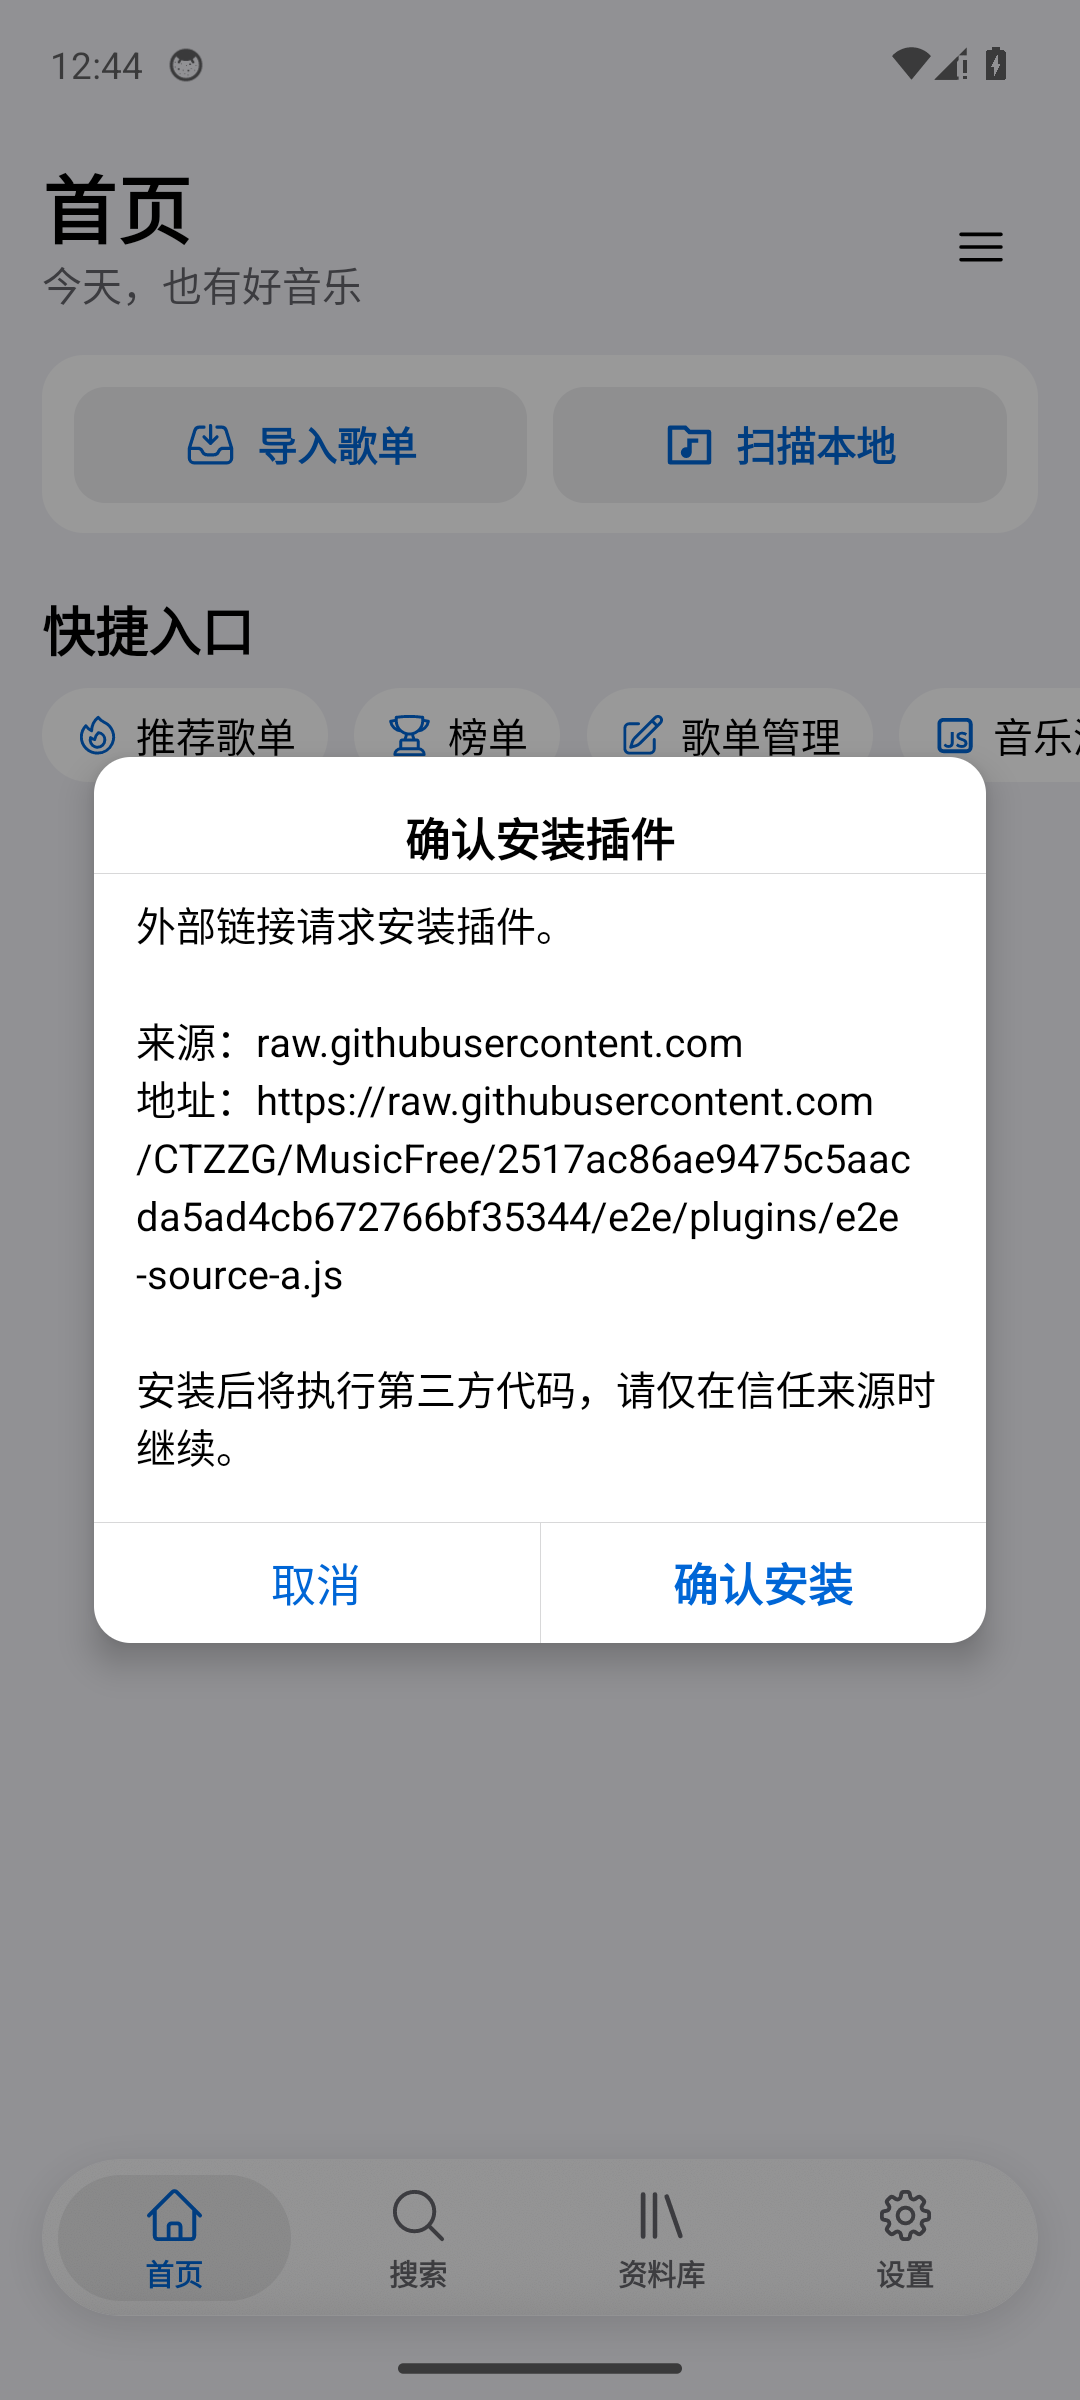 12:44
首页
今天，也有好音乐
导入歌单
扫描本地
快捷入口
推荐歌单
榜单
歌单管理
JS
音乐
确认安装插件
外部链接请求安装插件。
来源：raw.githubusercontent.com
地址：https://raw.githubusercontent.com
/CTZZG/MusicFree/2517ac86ae9475c5aac
da5ad4cb672766bf35344/e2e/plugins/e2e
-source-a.js
安装后将执行第三方代码，请仅在信任来源时
继续。
取消
确认安装
首页
搜索
资料库
设置